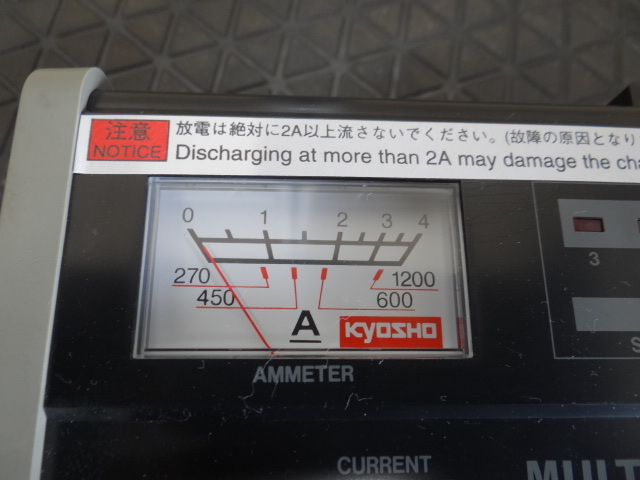 注意
NOTICE
放電は絶対に2A以上流さないでください。(故障の原因となり
Discharging at more than 2A may damage the cha
0 1 2 3 4
270 1200
450 600
A KYOSHO
AMMETER
3
S
CURRENT
MULT